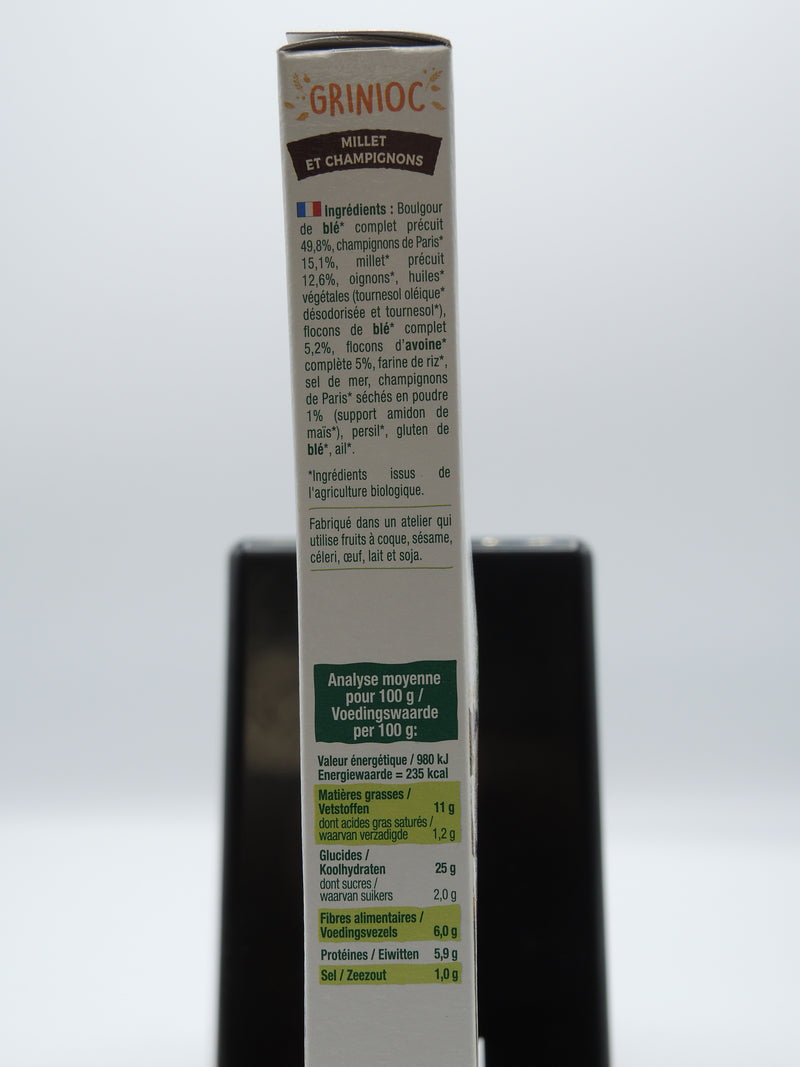 GRINIOC
MILLET
ET CHAMPIGNONS
Ingrédients : Boulgour
de blé* complet précuit
49,8%, champignons de Paris*
15,1%, millet* précuit
12,6%, oignons*, huiles*
végétales (tournesol oléique*
désodorisée et tournesol*),
flocons de blé* complet
5,2%, flocons d'avoine*
complète 5%, farine de riz*,
sel de mer, champignons
de Paris* séchés en poudre
1% (support amidon de
maïs*), persil*, gluten de
blé*, ail*.
*Ingrédients issus de
l'agriculture biologique.
Fabriqué dans un atelier qui
utilise fruits à coque, sésame,
céleri, œuf, lait et soja.
Analyse moyenne
pour 100 g /
Voedingswaarde
per 100 g:
Valeur énergétique / 980 kJ
Energiewaarde = 235 kcal
Matières grasses /
Vetstoffen 11 g
dont acides gras saturés /
waarvan verzadigde 1,2 g
Glucides /
Koolhydraten 25 g
dont sucres /
waarvan suikers 2,0 g
Fibres alimentaires /
Voedingsvezels 6,0 g
Protéines / Eiwitten 5,9 g
Sel / Zeezout 1,0 g